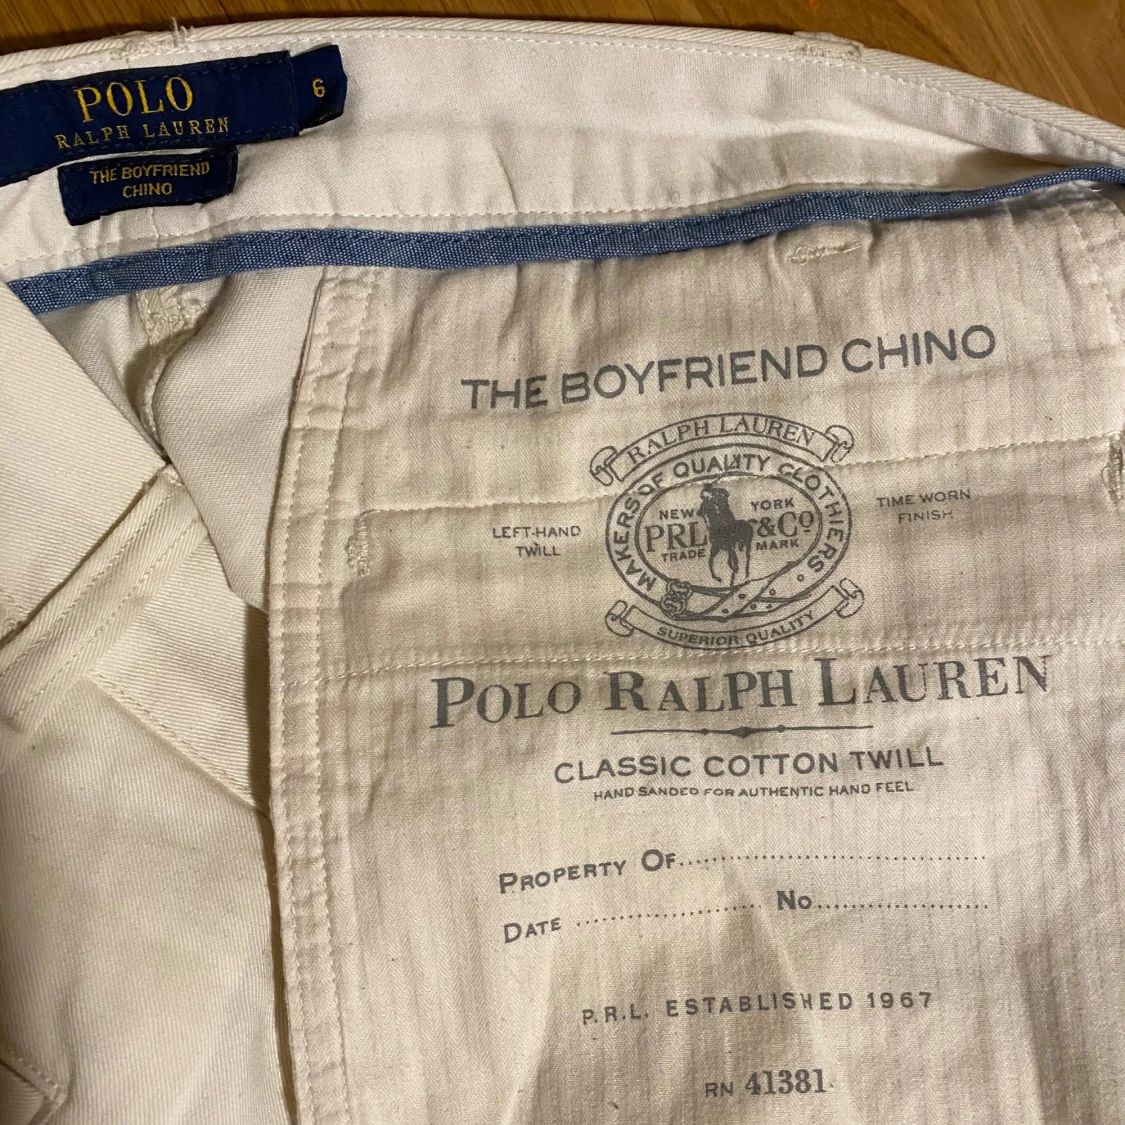 POLO
RALPH LAUREN
6
THE BOYFRIEND
CHINO
THE BOYFRIEND CHINO
RALPH LAUREN
MAKERS OF QUALITY CLOTHIERS
NEW YORK
PRL &Co
TRADE MARK
SUPERIOR QUALITY
LEFT-HAND
TWILL
TIME WORN
FINISH
POLO RALPH LAUREN
CLASSIC COTTON TWILL
HAND SANDED FOR AUTHENTIC HAND FEEL
PROPERTY OF........................................
DATE ........................ No........................
P.R.L. ESTABLISHED 1967
RN 41381